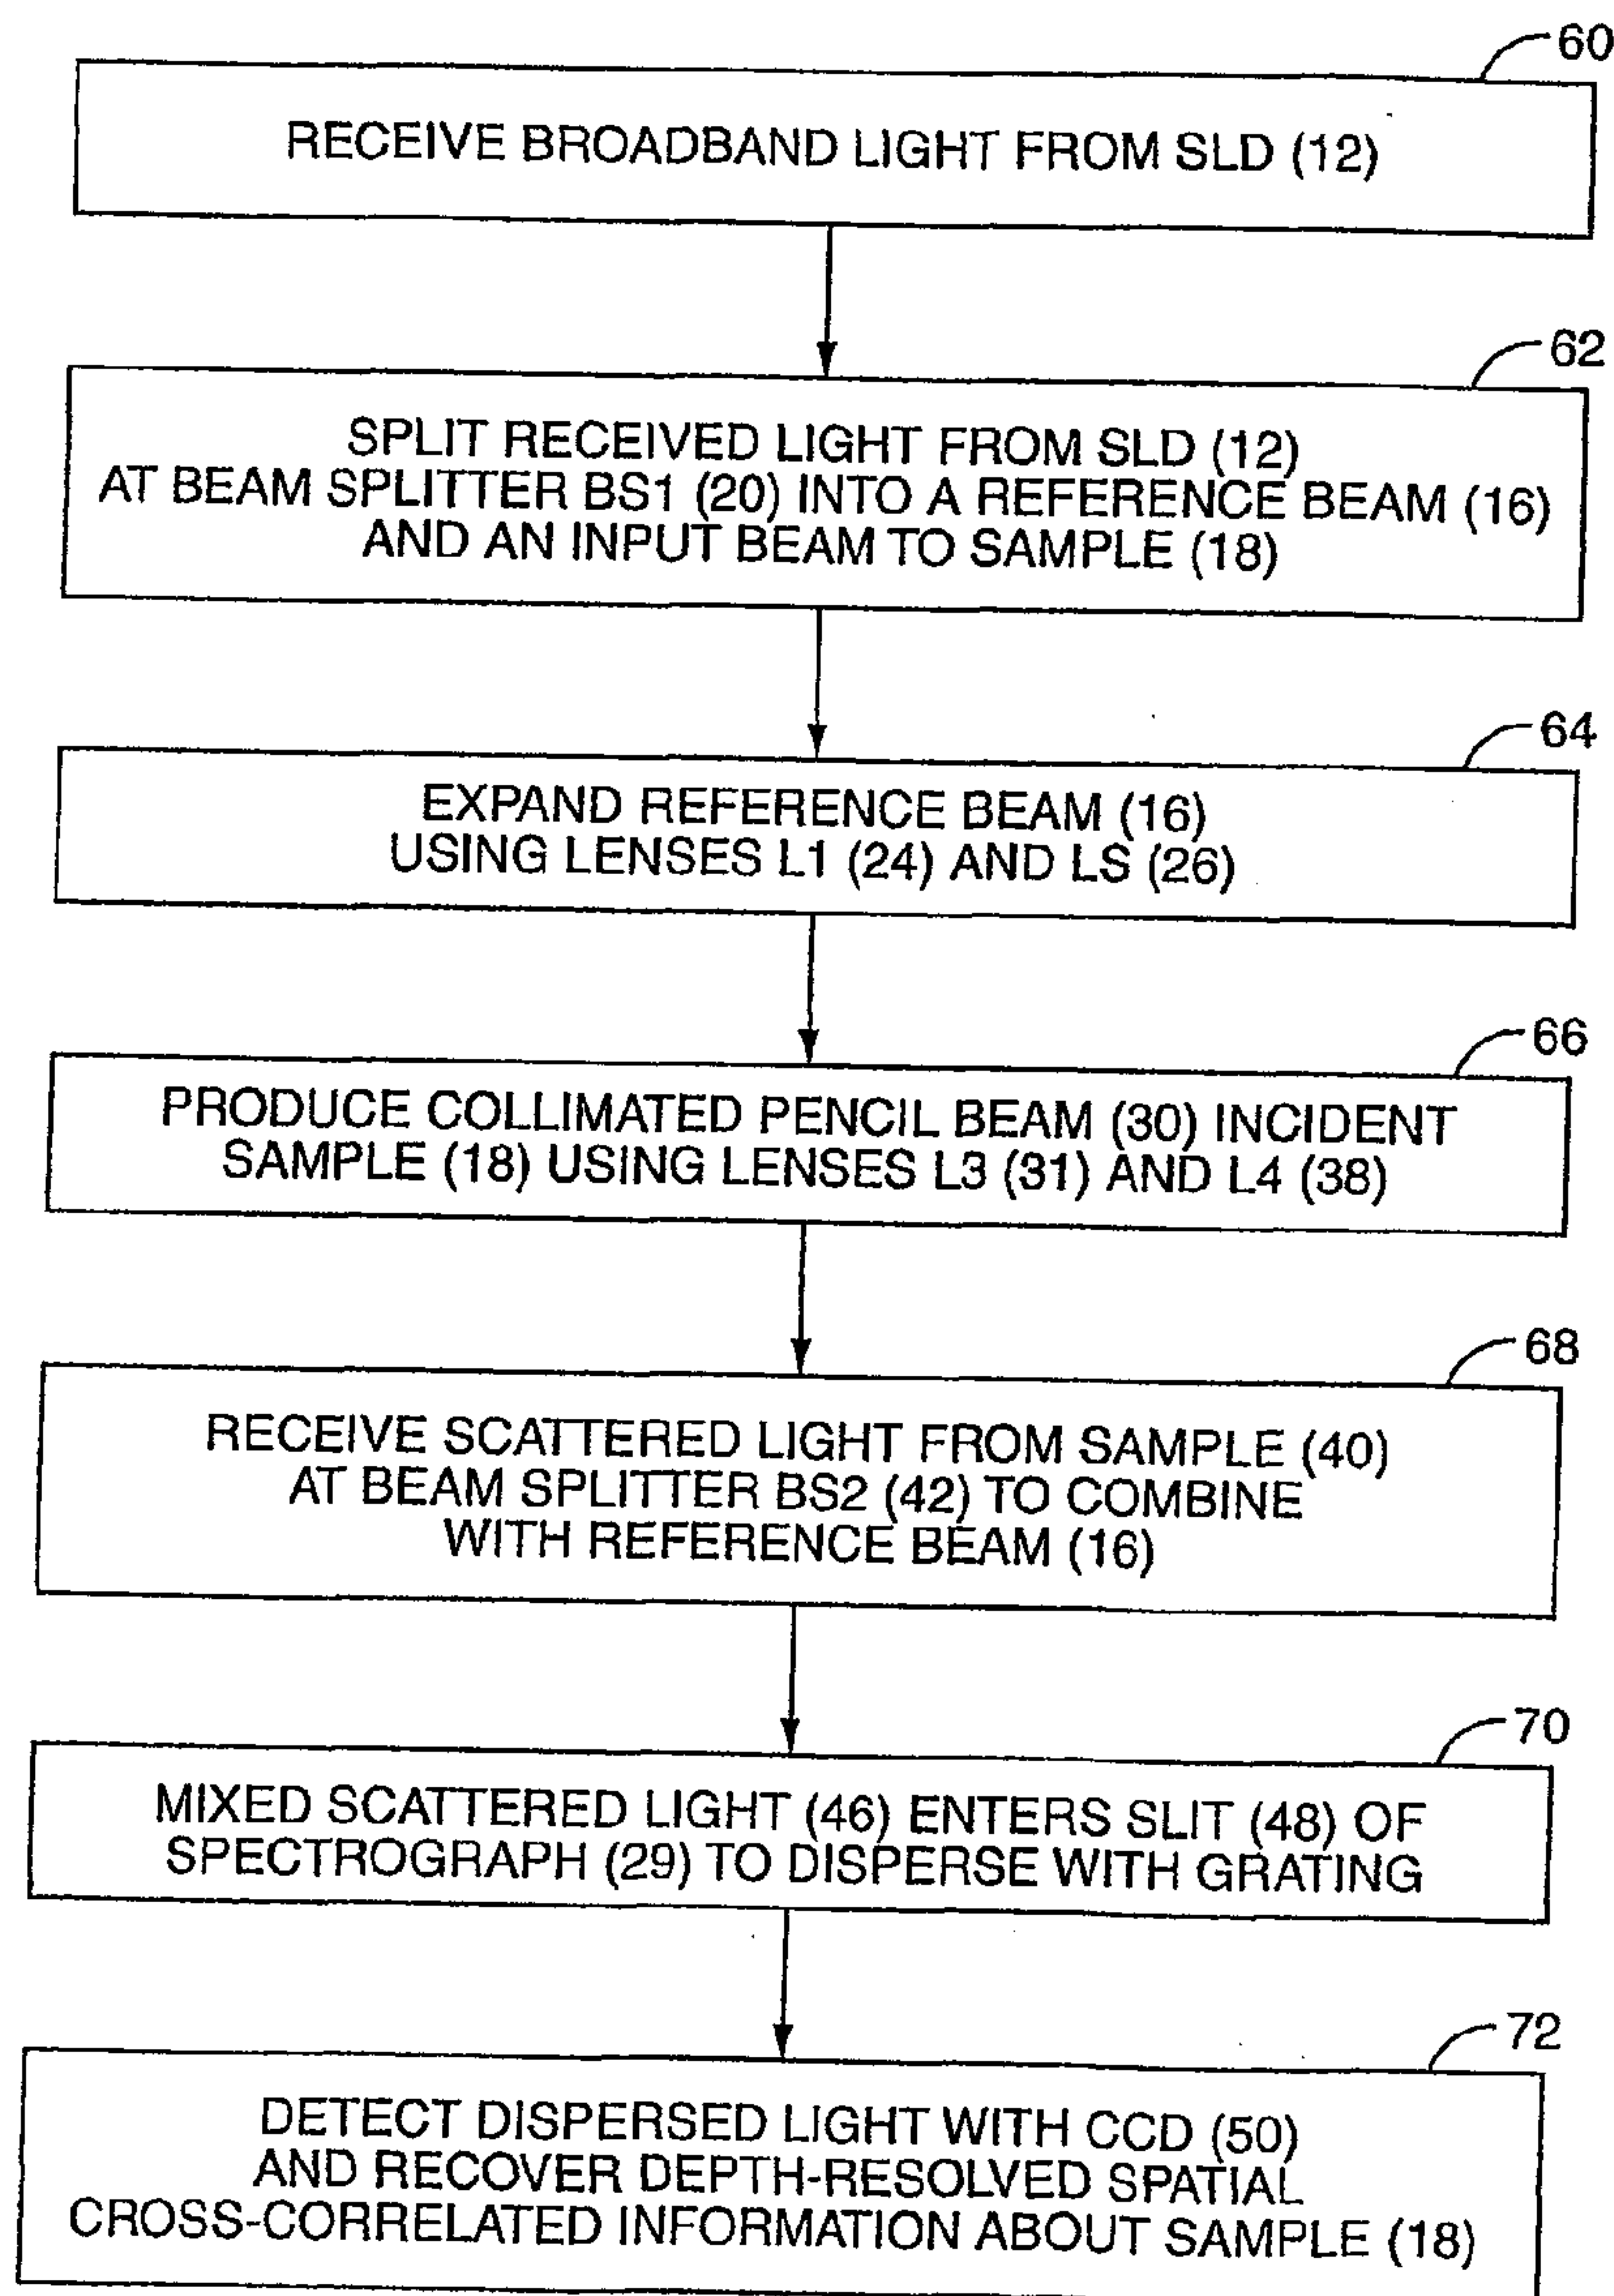 60
RECEIVE BROADBAND LIGHT FROM SLD (12)
62
SPLIT RECEIVED LIGHT FROM SLD (12)
AT BEAM SPLITTER BS1 (20) INTO A REFERENCE BEAM (16)
AND AN INPUT BEAM TO SAMPLE (18)
64
EXPAND REFERENCE BEAM (16)
USING LENSES L1 (24) AND LS (26)
66
PRODUCE COLLIMATED PENCIL BEAM (30) INCIDENT
SAMPLE (18) USING LENSES L3 (31) AND L4 (38)
68
RECEIVE SCATTERED LIGHT FROM SAMPLE (40)
AT BEAM SPLITTER BS2 (42) TO COMBINE
WITH REFERENCE BEAM (16)
70
MIXED SCATTERED LIGHT (46) ENTERS SLIT (48) OF
SPECTROGRAPH (29) TO DISPERSE WITH GRATING
72
DETECT DISPERSED LIGHT WITH CCD (50)
AND RECOVER DEPTH-RESOLVED SPATIAL
CROSS-CORRELATED INFORMATION ABOUT SAMPLE (18)